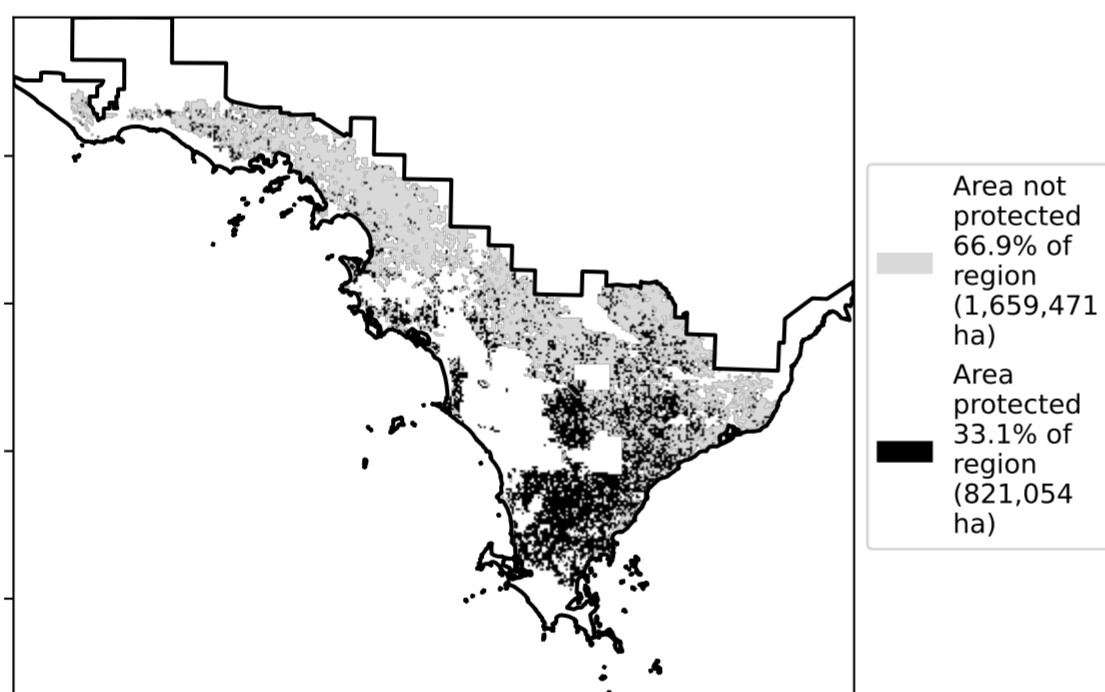 Area not
protected
66.9% of
region
(1,659,471
ha)
Area
protected
33.1% of
region
(821,054
ha)